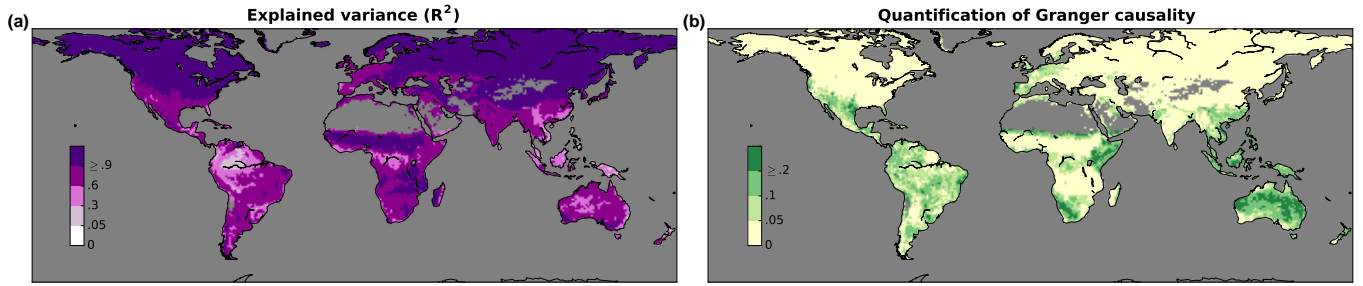 (a)
Explained variance (R²)
≥.9
.6
.3
.05
0
(b)
Quantification of Granger causality
≥.2
.1
.05
0